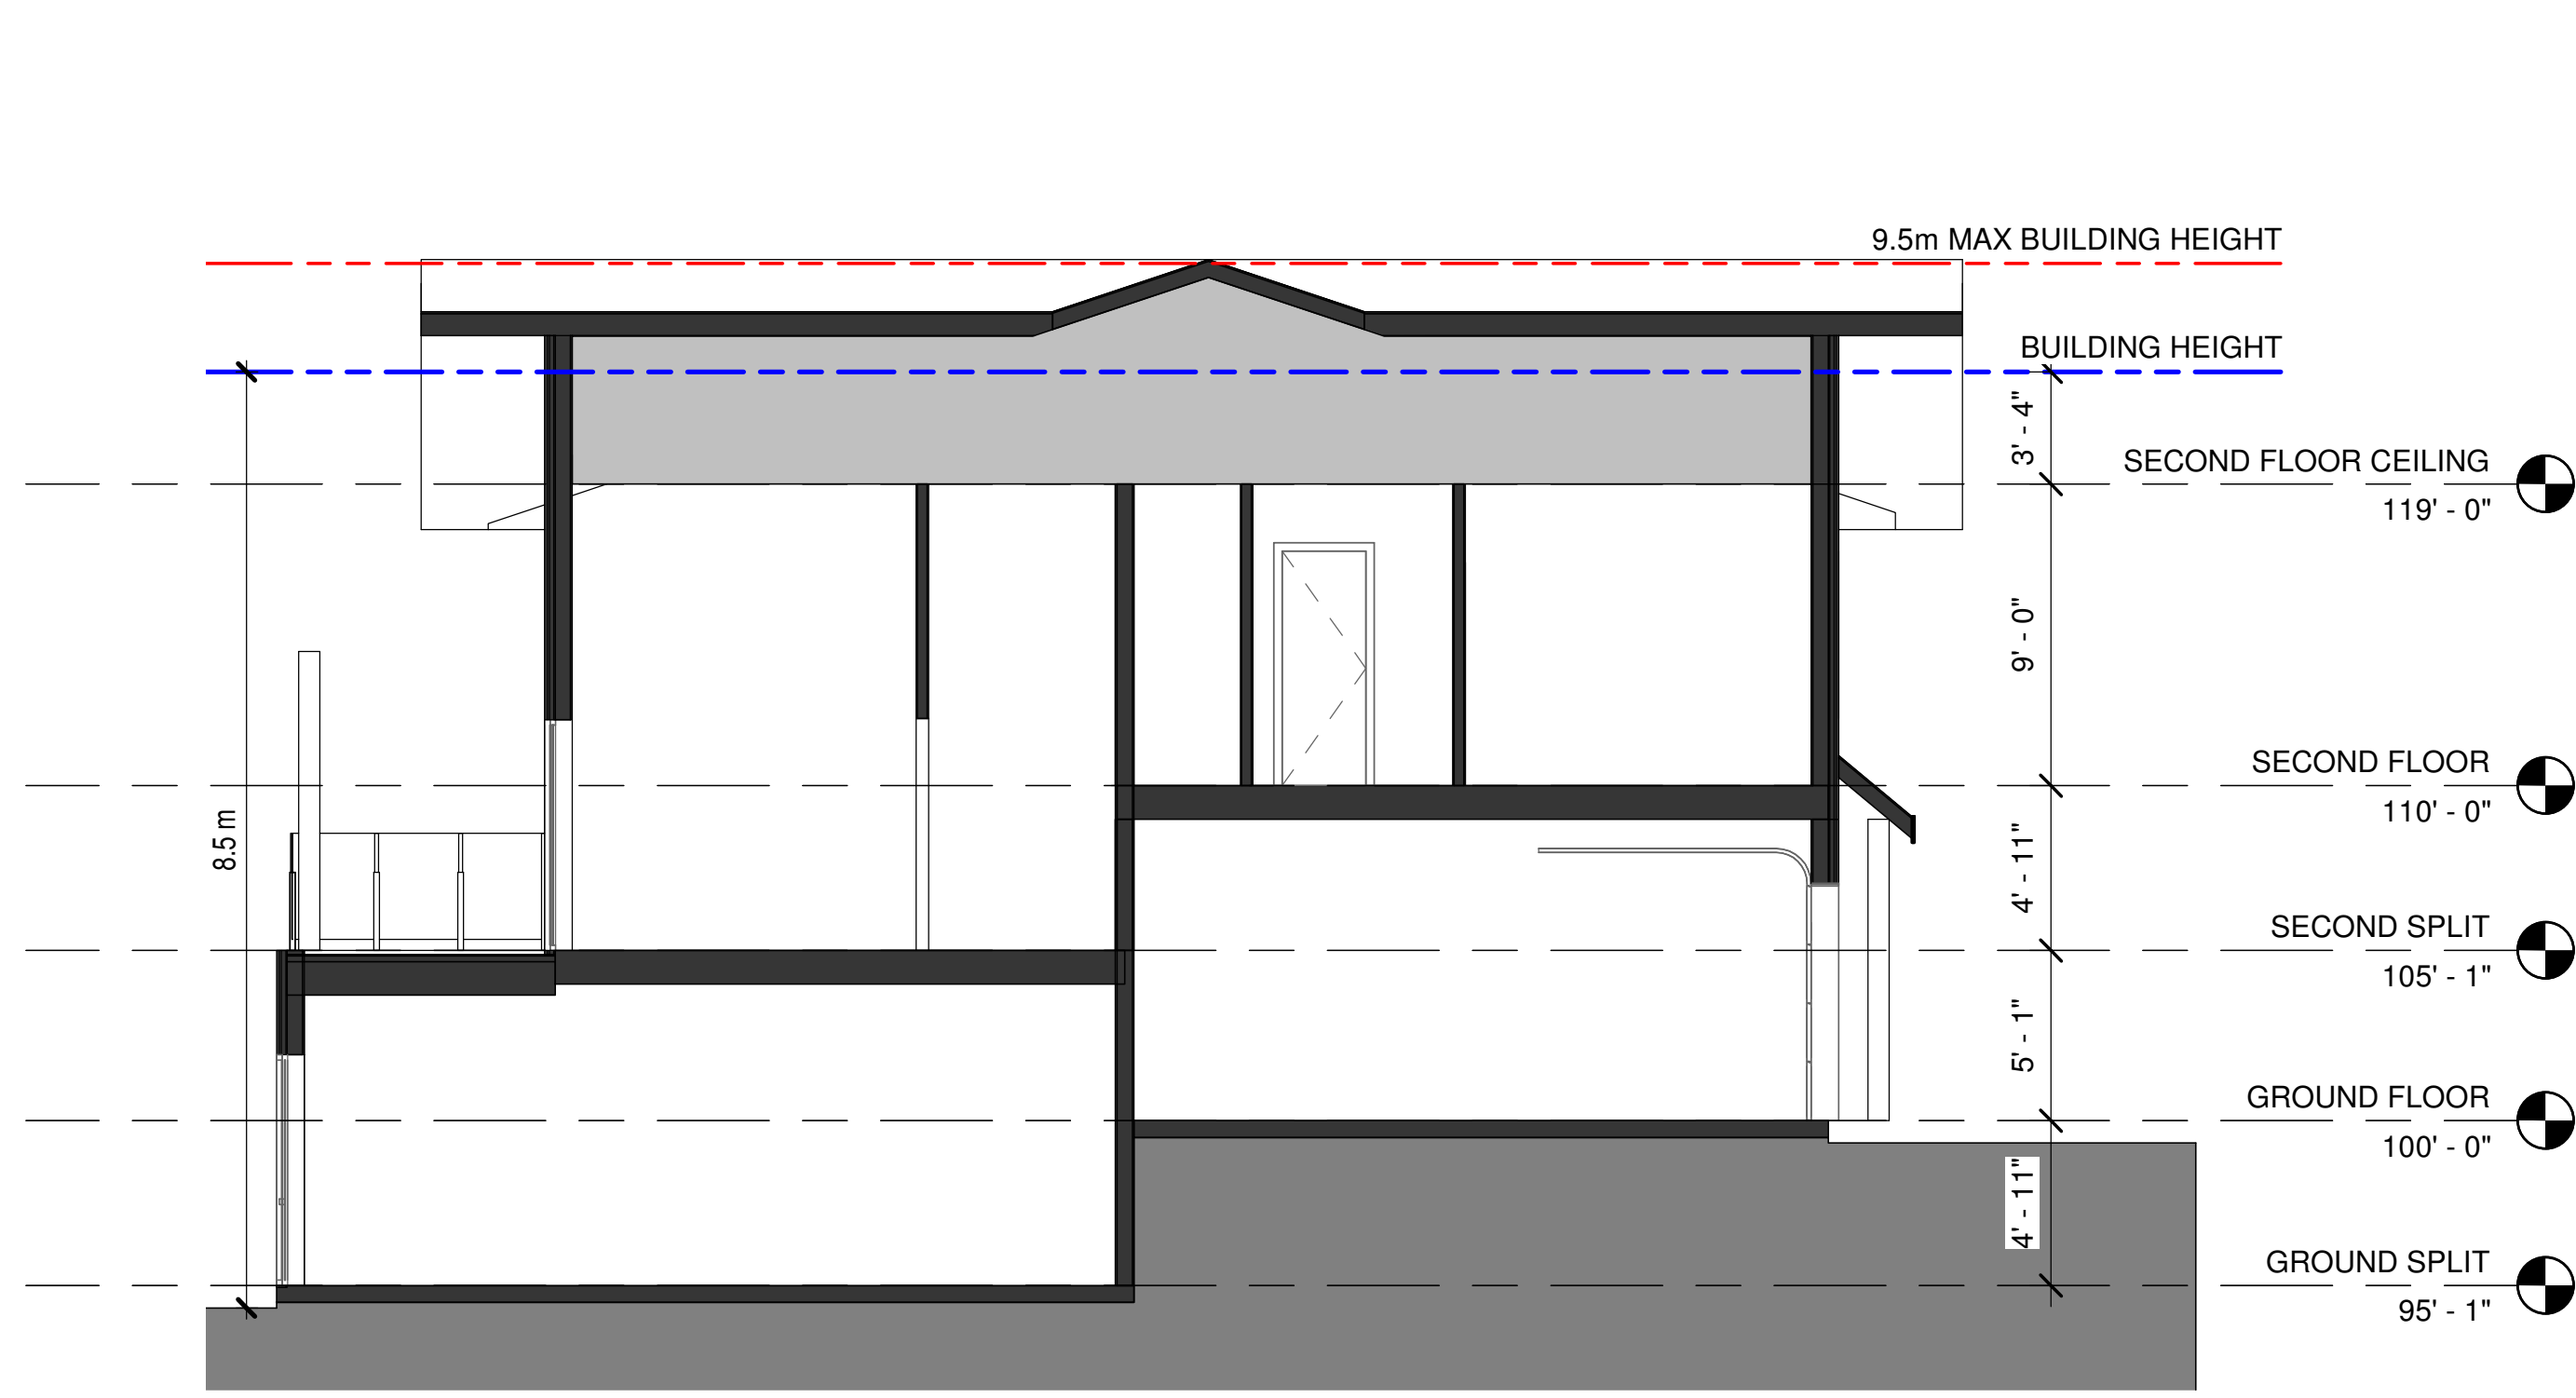 9.5m MAX BUILDING HEIGHT
BUILDING HEIGHT
3' - 4"
SECOND FLOOR CEILING
119' - 0"
9' - 0"
SECOND FLOOR
110' - 0"
8.5 m
4' - 11"
SECOND SPLIT
105' - 1"
5' - 1"
GROUND FLOOR
100' - 0"
4' - 11"
GROUND SPLIT
95' - 1"